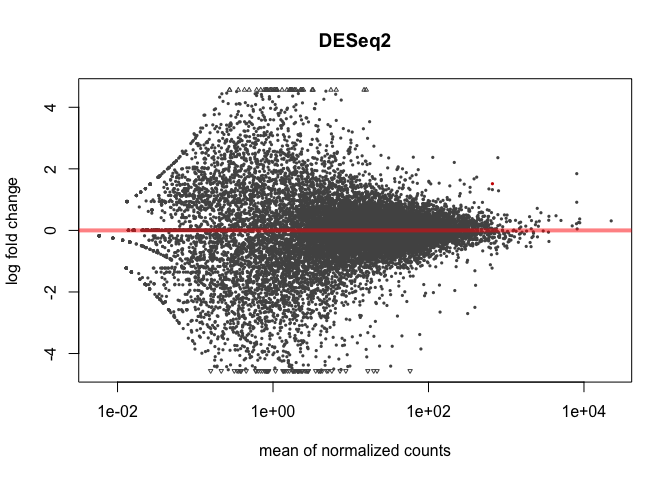 DESeq2
log fold change
4
2
0
-2
-4
1e-02
1e+00
1e+02
1e+04
mean of normalized counts